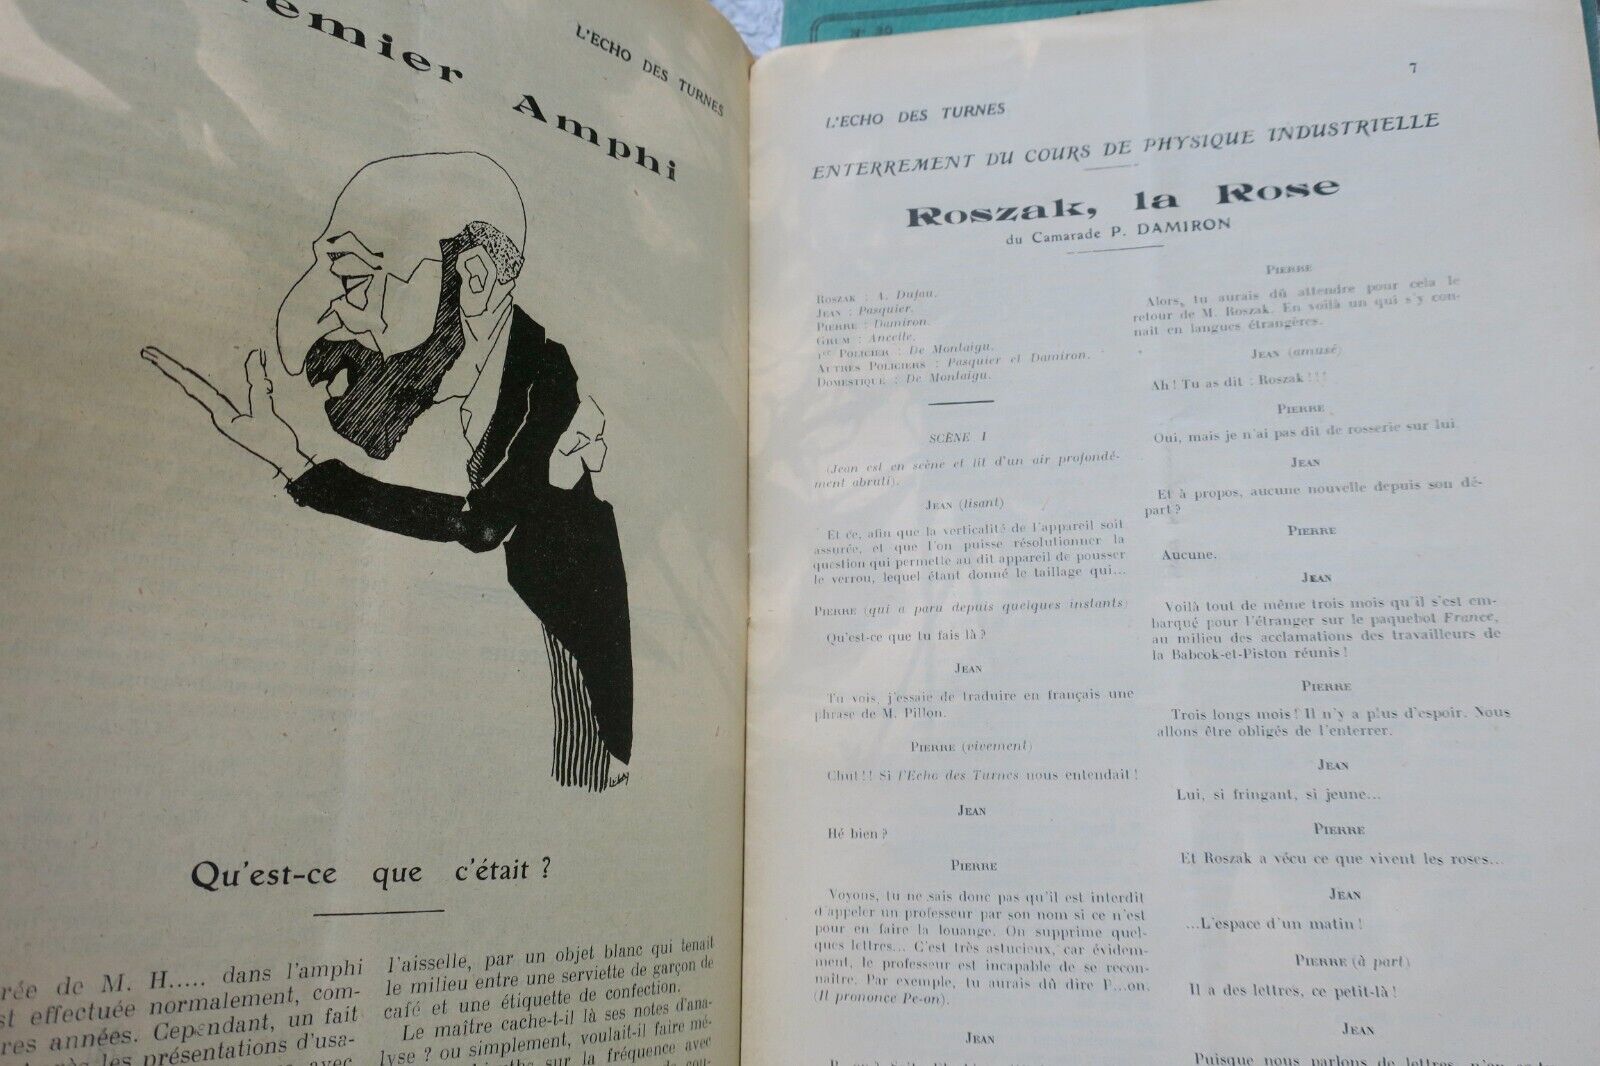 L'ECHO DES TURNES
Premier Amphi
Qu'est-ce que c'était ?
rée de M. H..... dans l'amphi
st effectuée normalement, com-
res années. Cependant, un fait
les présentations d'usa-
avec
l'aisselle, par un objet blanc qui tenait
le milieu entre une serviette de garçon de
café et une étiquette de confection.
Le maître cache-t-il là ses notes d'ana-
lyse ? ou simplement, voulait-il faire mé-
sur la fréquence avec
de cou-
N° 30
7
L'ECHO DES TURNES
ENTERREMENT DU COURS DE PHYSIQUE INDUSTRIELLE
Roszak, la Rose
du Camarade P. DAMIRON
ROSZAK : A. Dufau.
JEAN : Pasquier.
PIERRE : Damiron.
GRUM : Ancelle.
1er POLICIER : De Montaigu.
AUTRES POLICIERS : Pasquier et Damiron.
DOMESTIQUE : De Montaigu.
SCÈNE I
(Jean est en scène et lit d'un air profondé-
ment abruti).
JEAN (lisant)
Et ce, afin que la verticalité de l'appareil soit
assurée, et que l'on puisse résolutionner la
question qui permette au dit appareil de pousser
le verrou, lequel étant donné le taillage qui...
PIERRE (qui a paru depuis quelques instants)
Qu'est-ce que tu fais là ?
JEAN
Tu vois, j'essaie de traduire en français une
phrase de M. Pillon.
PIERRE (vivement)
Chut !! Si l'Echo des Turnes nous entendait !
JEAN
Hé bien ?
PIERRE
Voyons, tu ne sais donc pas qu'il est interdit
d'appeler un professeur par son nom si ce n'est
pour en faire la louange. On supprime quel-
ques lettres... C'est très astucieux, car évidem-
ment, le professeur est incapable de se recon-
naître. Par exemple, tu aurais dû dire P...on.
(Il prononce Pe-on).
JEAN
PIERRE
Alors, tu aurais dû attendre pour cela le
retour de M. Roszak. En voilà un qui s'y con-
nait en langues étrangères.
JEAN (amusé)
Ah ! Tu as dit : Roszak !!!
PIERRE
Oui, mais je n'ai pas dit de rosserie sur lui.
JEAN
Et à propos, aucune nouvelle depuis son dé-
part ?
PIERRE
Aucune.
JEAN
Voilà tout de même trois mois qu'il s'est em-
barqué pour l'étranger sur le paquebot France,
au milieu des acclamations des travailleurs de
la Babcok-et-Piston réunis !
PIERRE
Trois longs mois ! Il n'y a plus d'espoir. Nous
allons être obligés de l'enterrer.
JEAN
Lui, si fringant, si jeune...
PIERRE
Et Roszak a vécu ce que vivent les roses...
JEAN
...L'espace d'un matin !
PIERRE (à part)
Il a des lettres, ce petit-là !
JEAN
Puisque nous parlons de lettres,